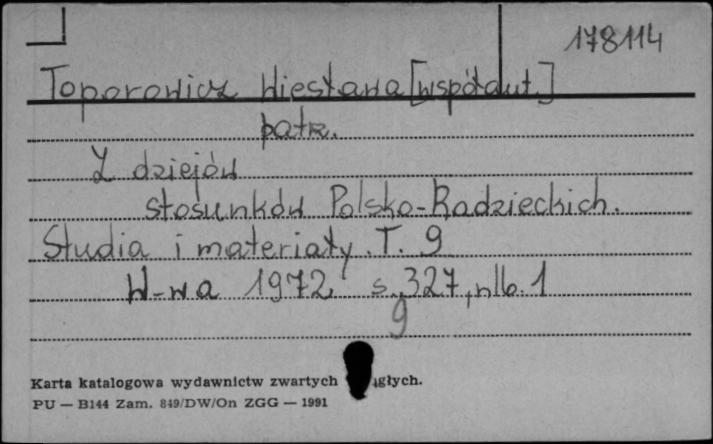 178114
Toporowicz Wiesława [współaut.]
patrz.
Z dziejów
stosunków Polsko-Radzieckich.
Studia i materiały. T. 9
W-wa 1972 s. 327, nlb. 1
9
Karta katalogowa wydawnictw zwartych głych.
PU — B144 Zam. 849/DW/On ZGG — 1991